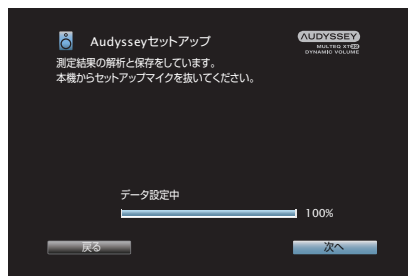 Audysseyセットアップ
AUDYSSEY
MULTEQ XT32
DYNAMIC VOLUME
測定結果の解析と保存をしています。
本機からセットアップマイクを抜いてください。
データ設定中
100%
戻る
次へ